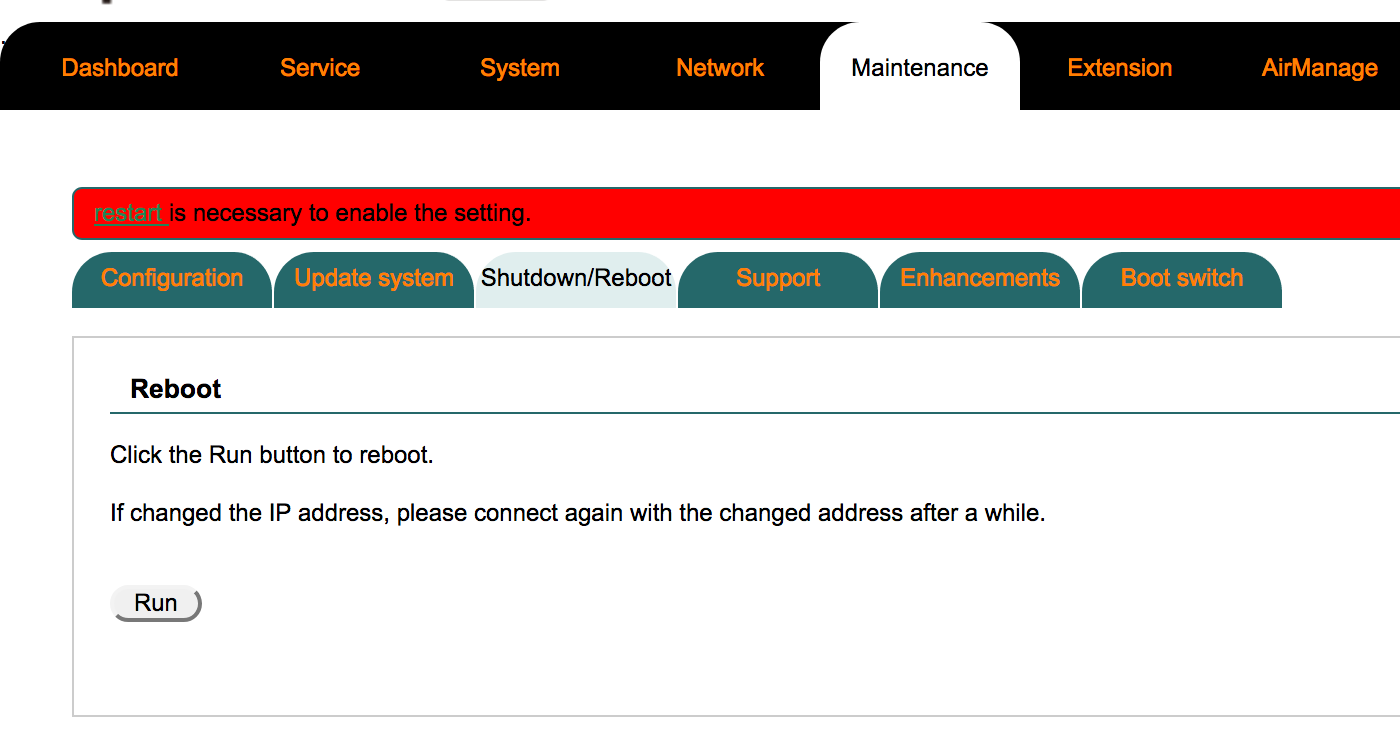 Dashboard Service System Network Maintenance Extension AirManage
restart is necessary to enable the setting.
Configuration Update system Shutdown/Reboot Support Enhancements Boot switch
Reboot
Click the Run button to reboot.
If changed the IP address, please connect again with the changed address after a while.
Run